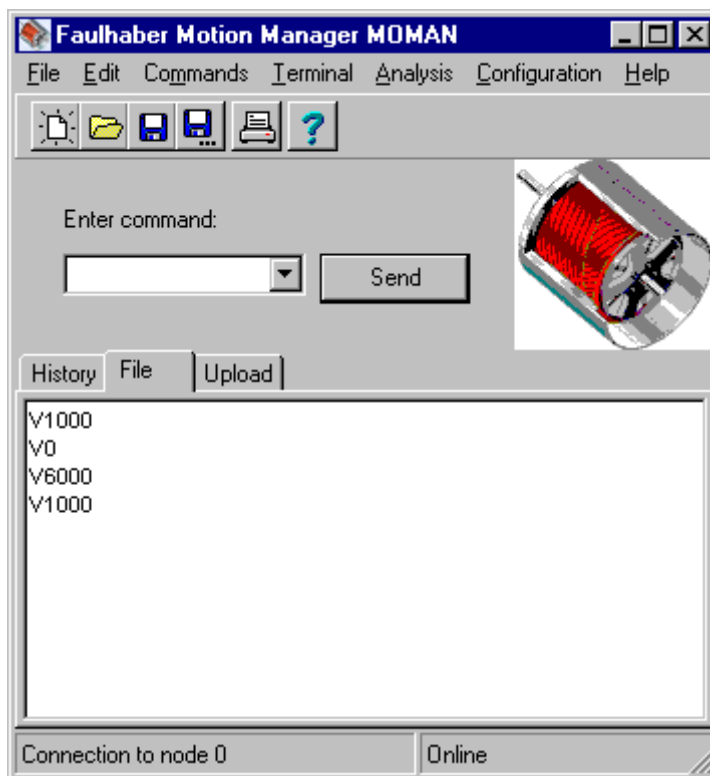 Faulhaber Motion Manager MOMAN
File Edit Commands Terminal Analysis Configuration Help
Enter command:
Send
History File Upload
V1000
V0
V6000
V1000
Connection to node 0 Online